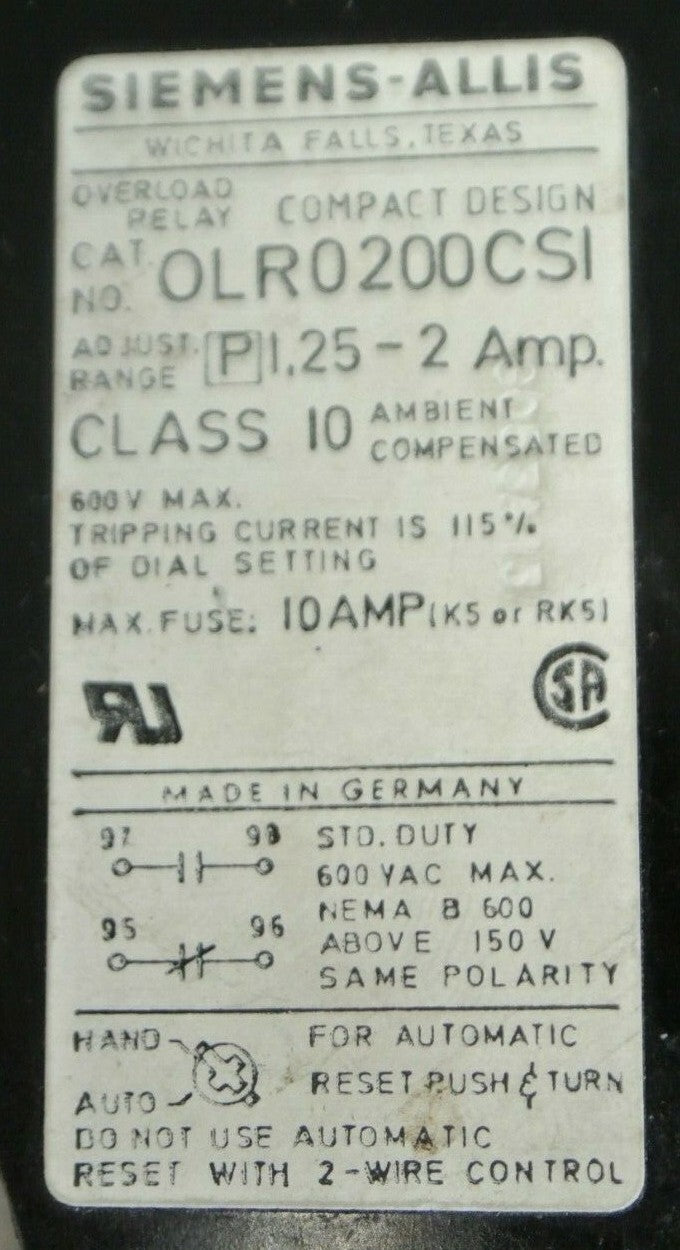 SIEMENS-ALLIS
WICHITA FALLS, TEXAS
OVERLOAD RELAY COMPACT DESIGN
CAT. NO. OLR0200CSI
ADJUST. RANGE [P] 1.25-2 Amp.
CLASS 10 AMBIENT COMPENSATED
600V MAX.
TRIPPING CURRENT IS 115%
OF DIAL SETTING
MAX. FUSE: 10AMP (K5 or RK5)
RU
SA
MADE IN GERMANY
97 98 STD. DUTY
600 VAC MAX.
NEMA B 600
95 96 ABOVE 150 V
SAME POLARITY
HAND FOR AUTOMATIC
AUTO RESET PUSH & TURN
DO NOT USE AUTOMATIC
RESET WITH 2-WIRE CONTROL